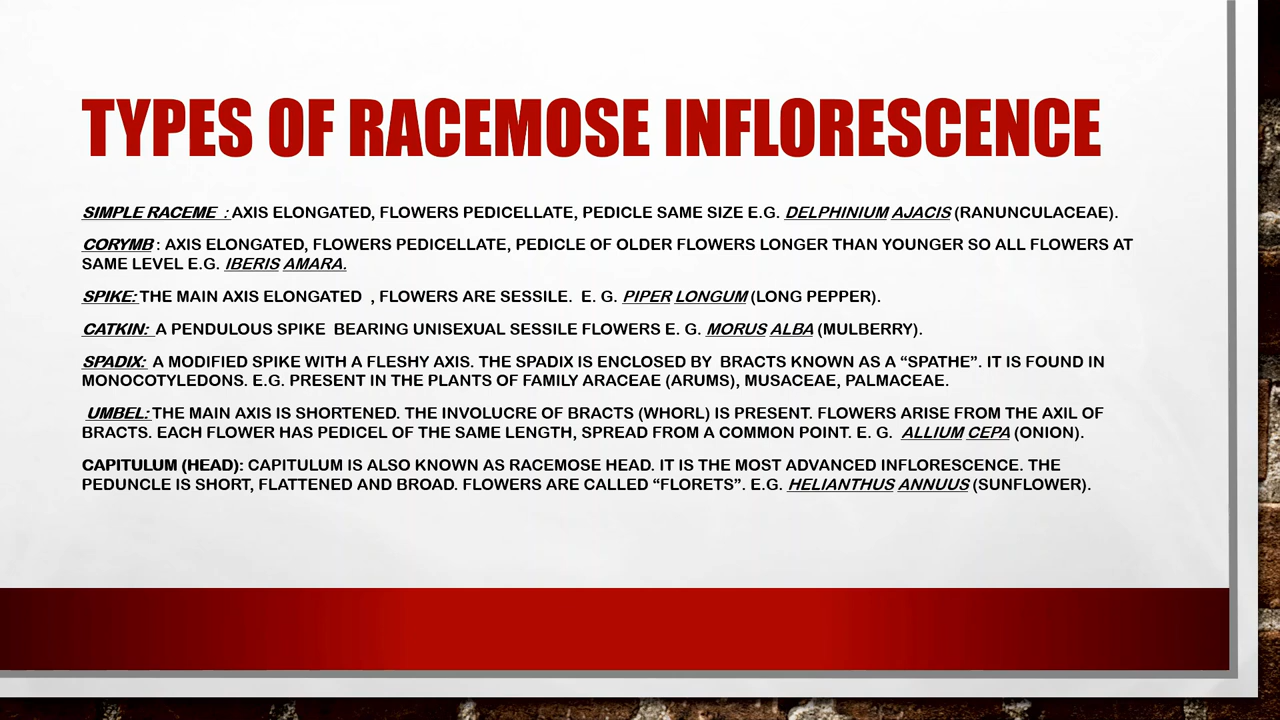 TYPES OF RACEMOSE INFLORESCENCE
SIMPLE RACEME : AXIS ELONGATED, FLOWERS PEDICELLATE, PEDICLE SAME SIZE E.G. DELPHINIUM AJACIS (RANUNCULACEAE).
CORYMB : AXIS ELONGATED, FLOWERS PEDICELLATE, PEDICLE OF OLDER FLOWERS LONGER THAN YOUNGER SO ALL FLOWERS AT
SAME LEVEL E.G. IBERIS AMARA.
SPIKE: THE MAIN AXIS ELONGATED , FLOWERS ARE SESSILE. E. G. PIPER LONGUM (LONG PEPPER).
CATKIN: A PENDULOUS SPIKE BEARING UNISEXUAL SESSILE FLOWERS E. G. MORUS ALBA (MULBERRY).
SPADIX: A MODIFIED SPIKE WITH A FLESHY AXIS. THE SPADIX IS ENCLOSED BY BRACTS KNOWN AS A “SPATHE”. IT IS FOUND IN
MONOCOTYLEDONS. E.G. PRESENT IN THE PLANTS OF FAMILY ARACEAE (ARUMS), MUSACEAE, PALMACEAE.
UMBEL: THE MAIN AXIS IS SHORTENED. THE INVOLUCRE OF BRACTS (WHORL) IS PRESENT. FLOWERS ARISE FROM THE AXIL OF
BRACTS. EACH FLOWER HAS PEDICEL OF THE SAME LENGTH, SPREAD FROM A COMMON POINT. E. G. ALLIUM CEPA (ONION).
CAPITULUM (HEAD): CAPITULUM IS ALSO KNOWN AS RACEMOSE HEAD. IT IS THE MOST ADVANCED INFLORESCENCE. THE
PEDUNCLE IS SHORT, FLATTENED AND BROAD. FLOWERS ARE CALLED “FLORETS”. E.G. HELIANTHUS ANNUUS (SUNFLOWER).